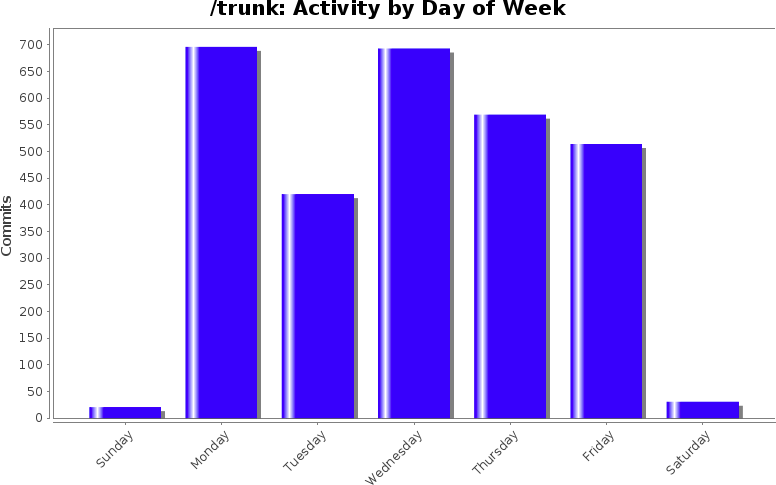 /trunk: Activity by Day of Week
Commits
700
650
600
550
500
450
400
350
300
250
200
150
100
50
0
Sunday
Monday
Tuesday
Wednesday
Thursday
Friday
Saturday